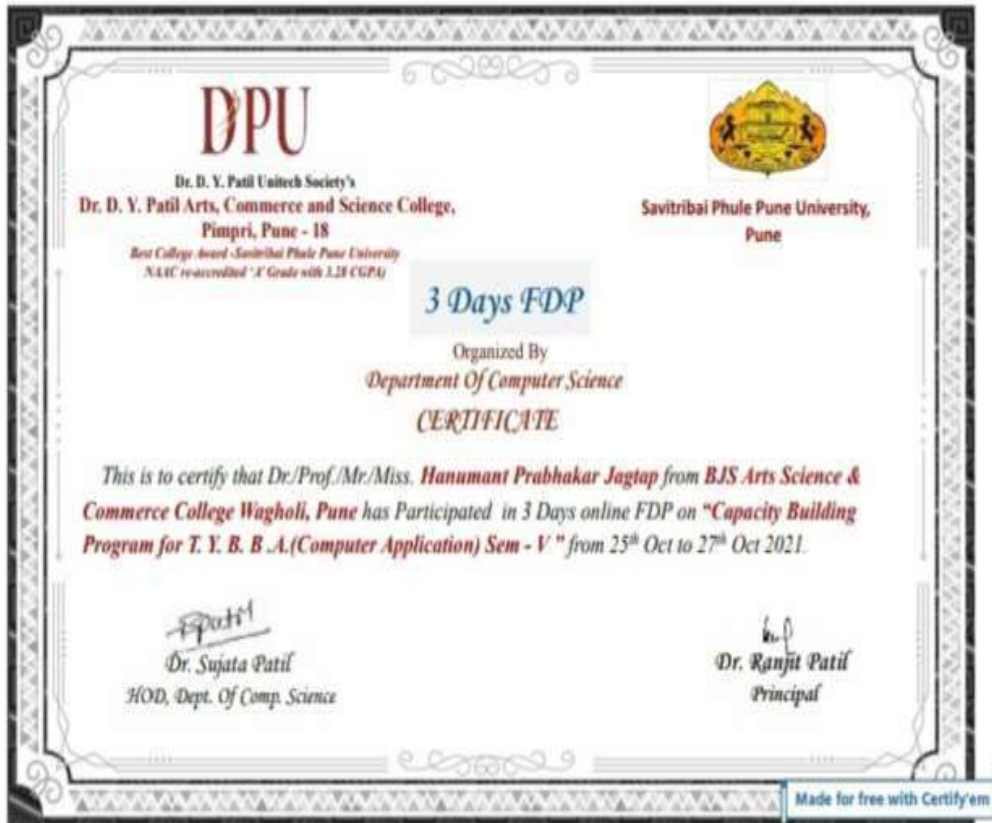 DPU
Dr. D. Y. Patil Unitech Society's
Dr. D. Y. Patil Arts, Commerce and Science College,
Pimpri, Pune - 18
Best College Award -Savitribai Phule Pune University
NAAC re-accredited 'A' Grade with 3.28 CGPA)
Savitribai Phule Pune University,
Pune
3 Days FDP
Organized By
Department Of Computer Science
CERTIFICATE
This is to certify that Dr./Prof./Mr./Miss. Hanumant Prabhakar Jagtap from BJS Arts Science &
Commerce College Wagholi, Pune has Participated in 3 Days online FDP on "Capacity Building
Program for T. Y. B. B .A.(Computer Application) Sem - V " from 25th Oct to 27th Oct 2021.
Dr. Sujata Patil
HOD, Dept. Of Comp. Science
Dr. Ranjit Patil
Principal
Made for free with Certify'em